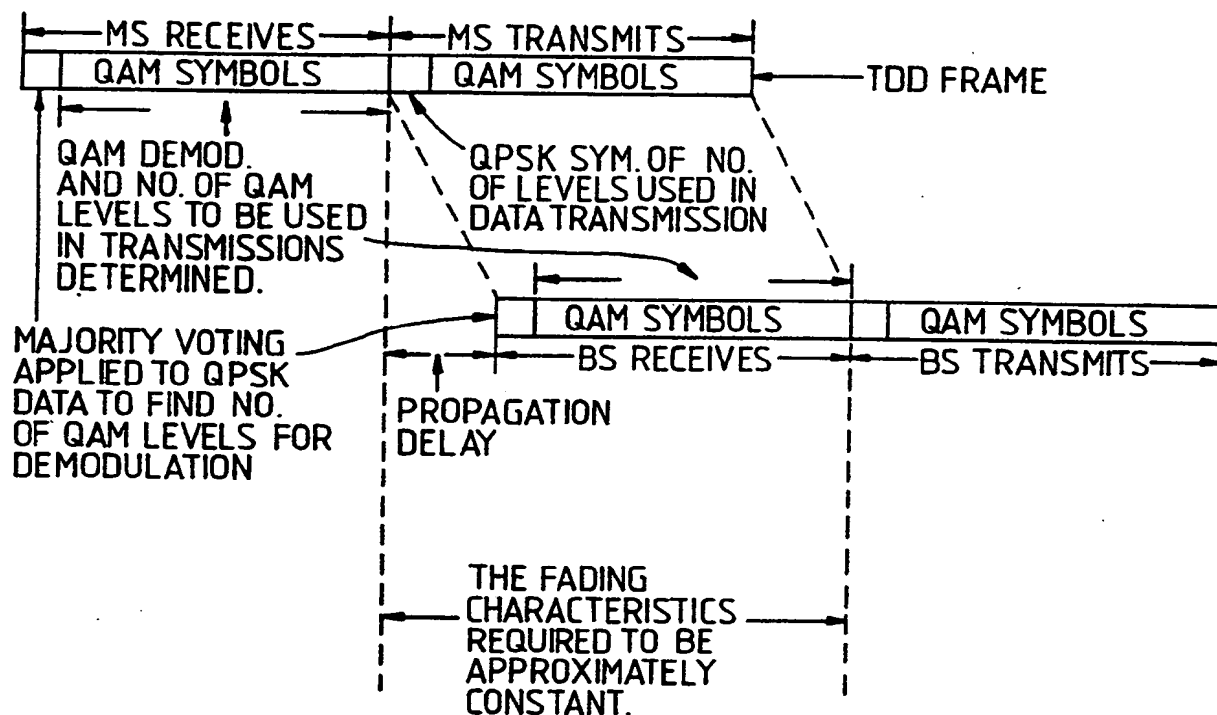 MS RECEIVES
MS TRANSMITS
QAM SYMBOLS
QAM SYMBOLS
TDD FRAME
QAM DEMOD.
AND NO. OF QAM
LEVELS TO BE USED
IN TRANSMISSIONS
DETERMINED.
QPSK SYM. OF NO.
OF LEVELS USED IN
DATA TRANSMISSION
QAM SYMBOLS
QAM SYMBOLS
BS RECEIVES
BS TRANSMITS
MAJORITY VOTING
APPLIED TO QPSK
DATA TO FIND NO.
OF QAM LEVELS FOR
DEMODULATION
PROPAGATION
DELAY
THE FADING
CHARACTERISTICS
REQUIRED TO BE
APPROXIMATELY
CONSTANT.